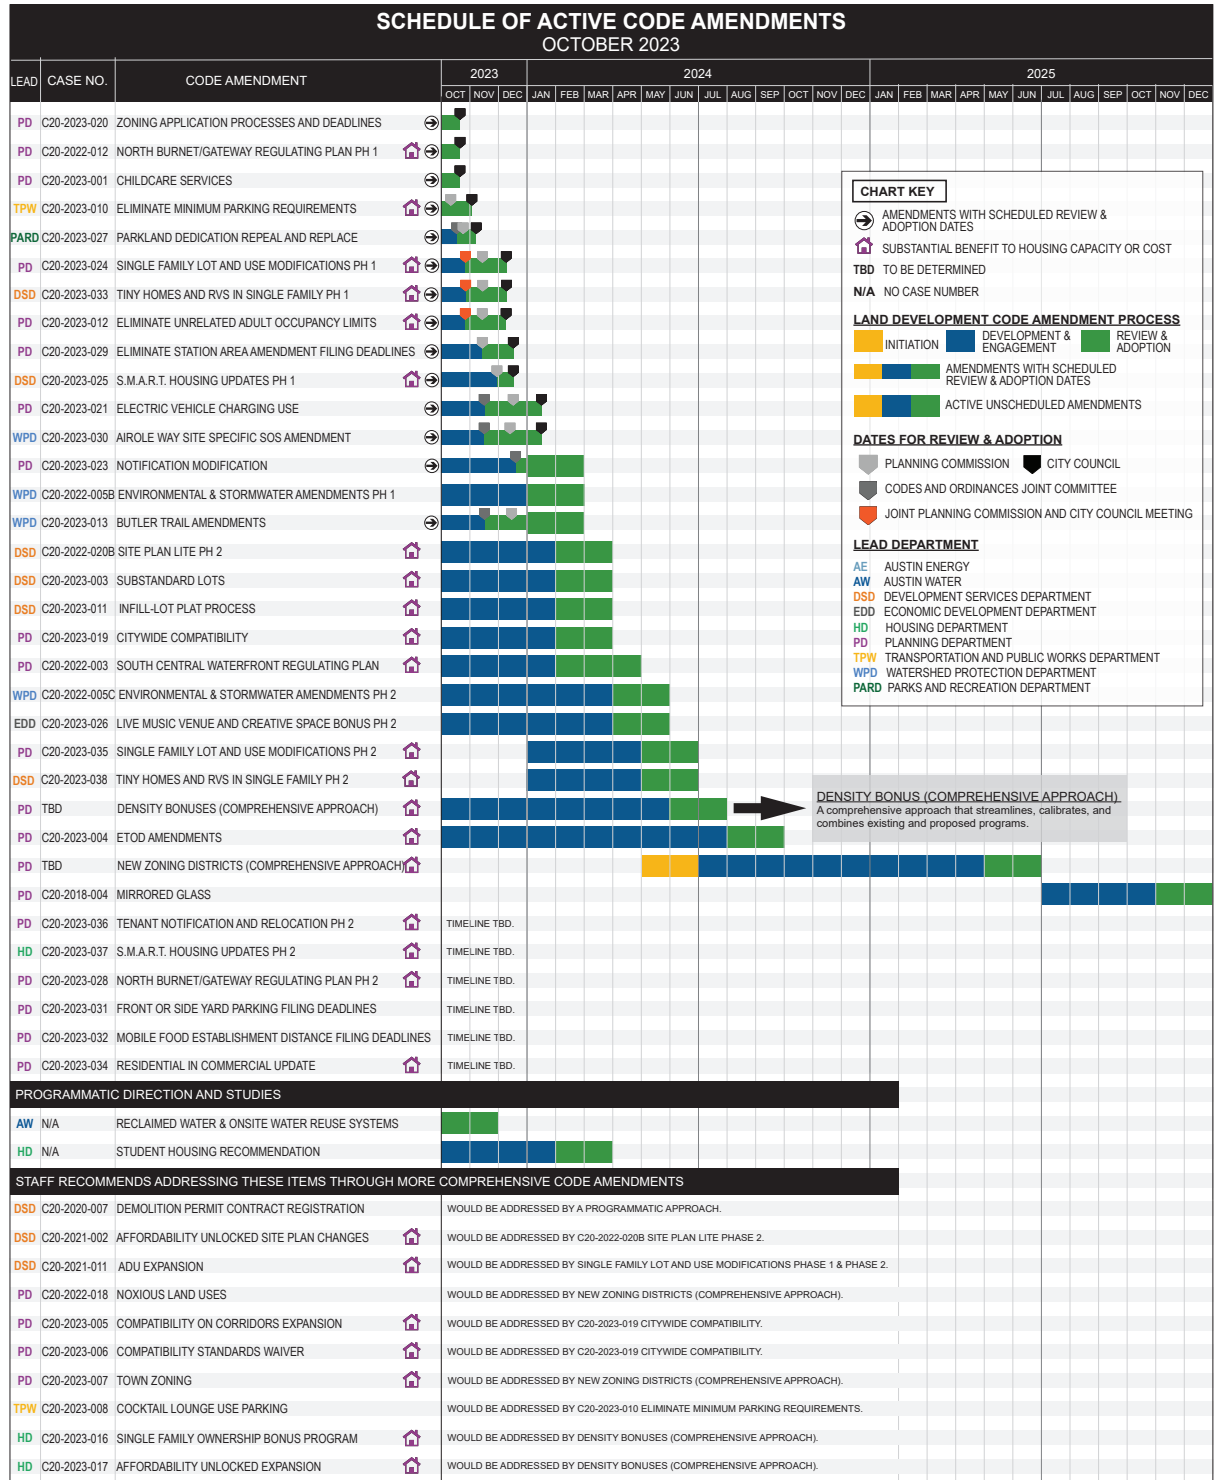 SCHEDULE OF ACTIVE CODE AMENDMENTS
OCTOBER 2023
LEAD CASE NO. CODE AMENDMENT 2023 2024 2025
OCT NOV DEC JAN FEB MAR APR MAY JUN JUL AUG SEP OCT NOV DEC JAN FEB MAR APR MAY JUN JUL AUG SEP OCT NOV DEC
PD C20-2023-020 ZONING APPLICATION PROCESSES AND DEADLINES
PD C20-2022-012 NORTH BURNET/GATEWAY REGULATING PLAN PH 1
PD C20-2023-001 CHILDCARE SERVICES
TPW C20-2023-010 ELIMINATE MINIMUM PARKING REQUIREMENTS
PARD C20-2023-027 PARKLAND DEDICATION REPEAL AND REPLACE
PD C20-2023-024 SINGLE FAMILY LOT AND USE MODIFICATIONS PH 1
DSD C20-2023-033 TINY HOMES AND RVS IN SINGLE FAMILY PH 1
PD C20-2023-012 ELIMINATE UNRELATED ADULT OCCUPANCY LIMITS
PD C20-2023-029 ELIMINATE STATION AREA AMENDMENT FILING DEADLINES
DSD C20-2023-025 S.M.A.R.T. HOUSING UPDATES PH 1
PD C20-2023-021 ELECTRIC VEHICLE CHARGING USE
WPD C20-2023-030 AIROLE WAY SITE SPECIFIC SOS AMENDMENT
PD C20-2023-023 NOTIFICATION MODIFICATION
WPD C20-2022-005B ENVIRONMENTAL & STORMWATER AMENDMENTS PH 1
WPD C20-2023-013 BUTLER TRAIL AMENDMENTS
DSD C20-2022-020B SITE PLAN LITE PH 2
DSD C20-2023-003 SUBSTANDARD LOTS
DSD C20-2023-011 INFILL-LOT PLAT PROCESS
PD C20-2023-019 CITYWIDE COMPATIBILITY
PD C20-2022-003 SOUTH CENTRAL WATERFRONT REGULATING PLAN
WPD C20-2022-005C ENVIRONMENTAL & STORMWATER AMENDMENTS PH 2
EDD C20-2023-026 LIVE MUSIC VENUE AND CREATIVE SPACE BONUS PH 2
PD C20-2023-035 SINGLE FAMILY LOT AND USE MODIFICATIONS PH 2
DSD C20-2023-038 TINY HOMES AND RVS IN SINGLE FAMILY PH 2
PD TBD DENSITY BONUSES (COMPREHENSIVE APPROACH)
PD C20-2023-004 ETOD AMENDMENTS
PD TBD NEW ZONING DISTRICTS (COMPREHENSIVE APPROACH)
PD C20-2018-004 MIRRORED GLASS
PD C20-2023-036 TENANT NOTIFICATION AND RELOCATION PH 2 TIMELINE TBD.
HD C20-2023-037 S.M.A.R.T. HOUSING UPDATES PH 2 TIMELINE TBD.
PD C20-2023-028 NORTH BURNET/GATEWAY REGULATING PLAN PH 2 TIMELINE TBD.
PD C20-2023-031 FRONT OR SIDE YARD PARKING FILING DEADLINES TIMELINE TBD.
PD C20-2023-032 MOBILE FOOD ESTABLISHMENT DISTANCE FILING DEADLINES TIMELINE TBD.
PD C20-2023-034 RESIDENTIAL IN COMMERCIAL UPDATE TIMELINE TBD.
CHART KEY
AMENDMENTS WITH SCHEDULED REVIEW &
ADOPTION DATES
SUBSTANTIAL BENEFIT TO HOUSING CAPACITY OR COST
TBD TO BE DETERMINED
N/A NO CASE NUMBER
LAND DEVELOPMENT CODE AMENDMENT PROCESS
INITIATION DEVELOPMENT & ENGAGEMENT REVIEW & ADOPTION
AMENDMENTS WITH SCHEDULED
REVIEW & ADOPTION DATES
ACTIVE UNSCHEDULED AMENDMENTS
DATES FOR REVIEW & ADOPTION
PLANNING COMMISSION CITY COUNCIL
CODES AND ORDINANCES JOINT COMMITTEE
JOINT PLANNING COMMISSION AND CITY COUNCIL MEETING
LEAD DEPARTMENT
AE AUSTIN ENERGY
AW AUSTIN WATER
DSD DEVELOPMENT SERVICES DEPARTMENT
EDD ECONOMIC DEVELOPMENT DEPARTMENT
HD HOUSING DEPARTMENT
PD PLANNING DEPARTMENT
TPW TRANSPORTATION AND PUBLIC WORKS DEPARTMENT
WPD WATERSHED PROTECTION DEPARTMENT
PARD PARKS AND RECREATION DEPARTMENT
DENSITY BONUS (COMPREHENSIVE APPROACH)
A comprehensive approach that streamlines, calibrates, and
combines existing and proposed programs.
PROGRAMMATIC DIRECTION AND STUDIES
AW N/A RECLAIMED WATER & ONSITE WATER REUSE SYSTEMS
HD N/A STUDENT HOUSING RECOMMENDATION
STAFF RECOMMENDS ADDRESSING THESE ITEMS THROUGH MORE COMPREHENSIVE CODE AMENDMENTS
DSD C20-2020-007 DEMOLITION PERMIT CONTRACT REGISTRATION WOULD BE ADDRESSED BY A PROGRAMMATIC APPROACH.
DSD C20-2021-002 AFFORDABILITY UNLOCKED SITE PLAN CHANGES WOULD BE ADDRESSED BY C20-2022-020B SITE PLAN LITE PHASE 2.
DSD C20-2021-011 ADU EXPANSION WOULD BE ADDRESSED BY SINGLE FAMILY LOT AND USE MODIFICATIONS PHASE 1 & PHASE 2.
PD C20-2022-018 NOXIOUS LAND USES WOULD BE ADDRESSED BY NEW ZONING DISTRICTS (COMPREHENSIVE APPROACH).
PD C20-2023-005 COMPATIBILITY ON CORRIDORS EXPANSION WOULD BE ADDRESSED BY C20-2023-019 CITYWIDE COMPATIBILITY.
PD C20-2023-006 COMPATIBILITY STANDARDS WAIVER WOULD BE ADDRESSED BY C20-2023-019 CITYWIDE COMPATIBILITY.
PD C20-2023-007 TOWN ZONING WOULD BE ADDRESSED BY NEW ZONING DISTRICTS (COMPREHENSIVE APPROACH).
TPW C20-2023-008 COCKTAIL LOUNGE USE PARKING WOULD BE ADDRESSED BY C20-2023-010 ELIMINATE MINIMUM PARKING REQUIREMENTS.
HD C20-2023-016 SINGLE FAMILY OWNERSHIP BONUS PROGRAM WOULD BE ADDRESSED BY DENSITY BONUSES (COMPREHENSIVE APPROACH).
HD C20-2023-017 AFFORDABILITY UNLOCKED EXPANSION WOULD BE ADDRESSED BY DENSITY BONUSES (COMPREHENSIVE APPROACH).